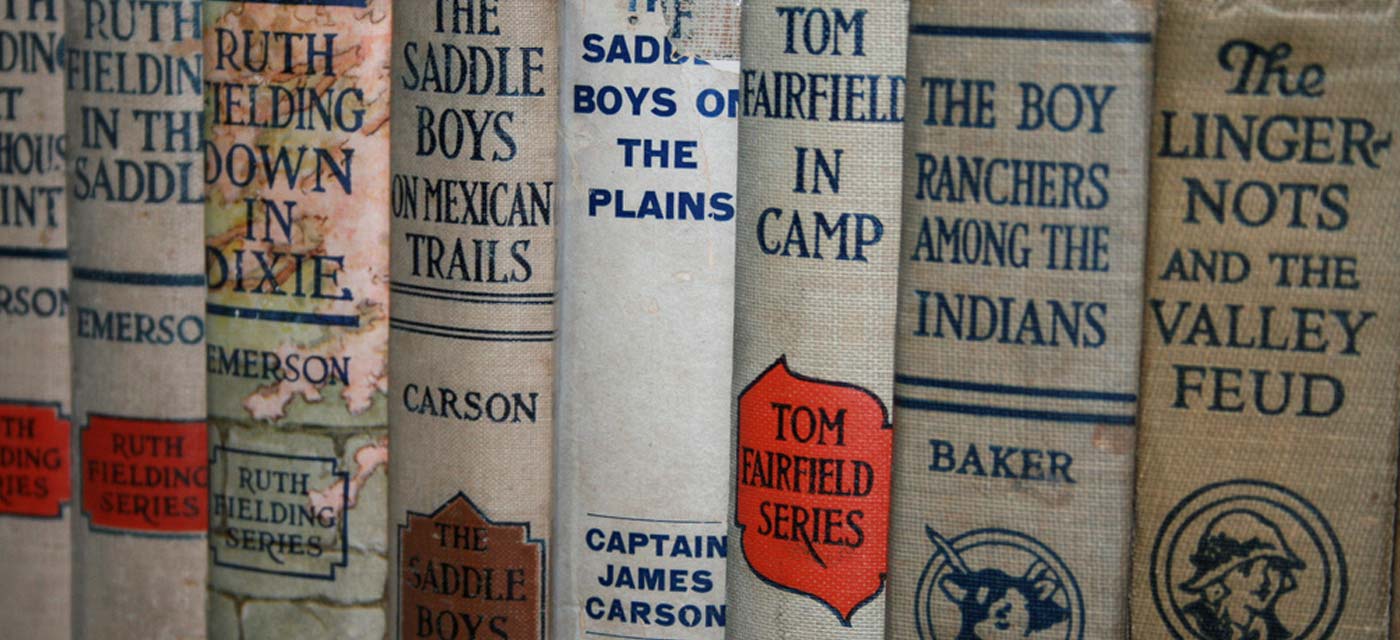 RUTH
FIELDIN
IN THE
SADDL
EMERSO
RUTH
FIELDING
SERIES
RUTH
FIELDING
DOWN
IN
DIXIE
EMERSON
RUTH
FIELDING
SERIES
THE
SADDLE
BOYS
ON MEXICAN
TRAILS
CARSON
THE
SADDLE
BOYS
THE
SADDLE
BOYS ON
THE
PLAINS
CAPTAIN
JAMES
CARSON
TOM
FAIRFIELD
IN
CAMP
TOM
FAIRFIELD
SERIES
THE BOY
RANCHERS
AMONG THE
INDIANS
BAKER
The
LINGER-
NOTS
AND THE
VALLEY
FEUD